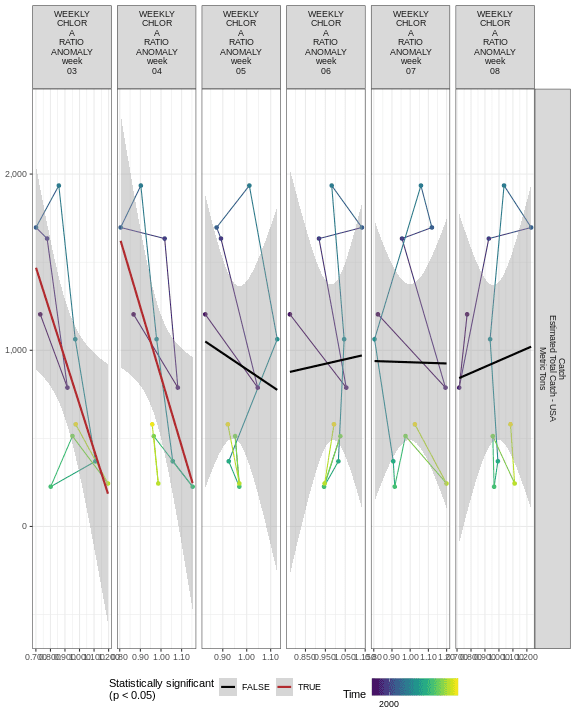 WEEKLY
CHLOR
A
RATIO
ANOMALY
week
03
WEEKLY
CHLOR
A
RATIO
ANOMALY
week
04
WEEKLY
CHLOR
A
RATIO
ANOMALY
week
05
WEEKLY
CHLOR
A
RATIO
ANOMALY
week
06
WEEKLY
CHLOR
A
RATIO
ANOMALY
week
07
WEEKLY
CHLOR
A
RATIO
ANOMALY
week
08
2,000
1,000
0
Catch
Estimated Total Catch - USA
Metric Tons
0.90 1.00 1.10
0.90 1.00 1.10
0.850 0.950 1.050
0.90 1.00 1.10
Statistically significant
(p < 0.05)
FALSE
TRUE
Time
2000